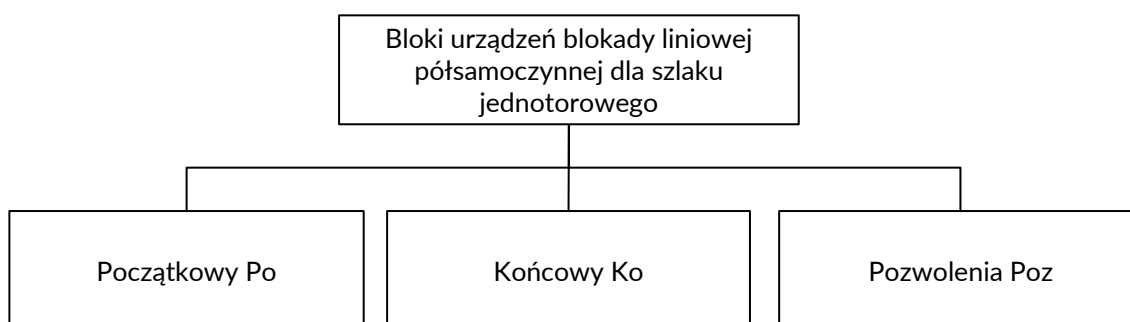 Bloki urządzeń blokady liniowej
półsamoczynnej dla szlaku
jednotorowego
Początkowy Po
Końcowy Ko
Pozwolenia Poz